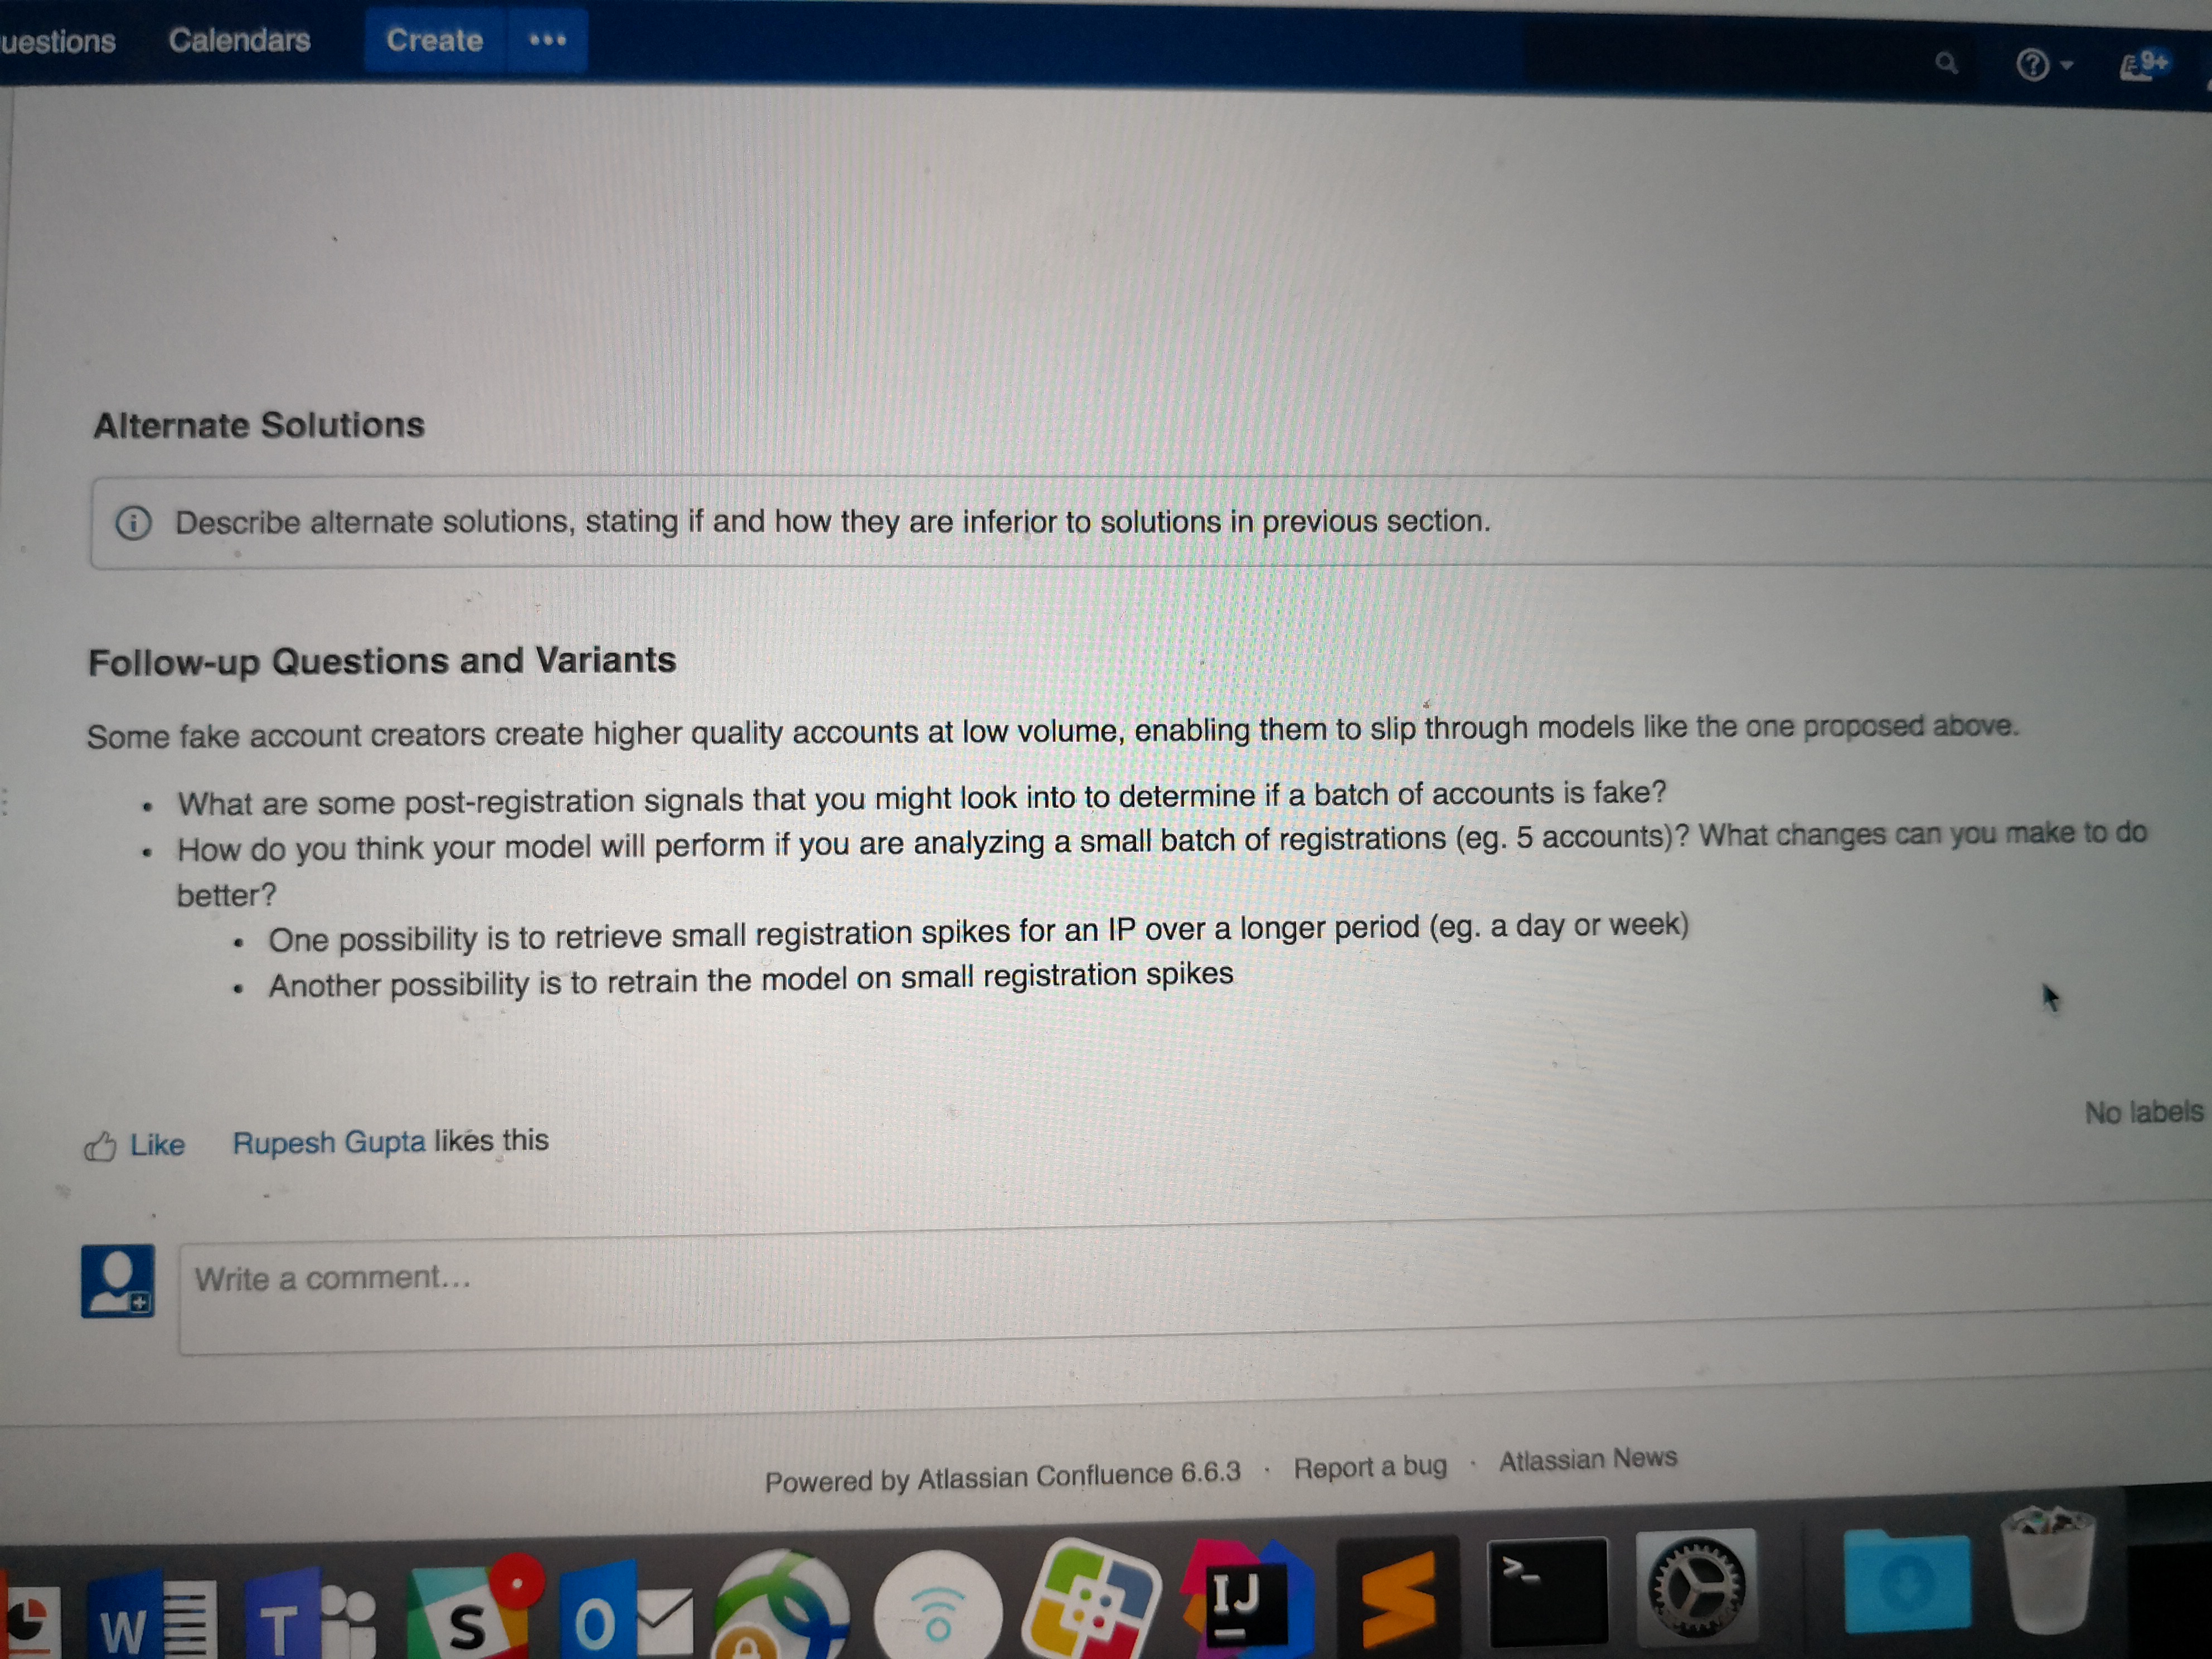 uestions Calendars Create •••
9+
Alternate Solutions
Describe alternate solutions, stating if and how they are inferior to solutions in previous section.
Follow-up Questions and Variants
Some fake account creators create higher quality accounts at low volume, enabling them to slip through models like the one proposed above.
• What are some post-registration signals that you might look into to determine if a batch of accounts is fake?
• How do you think your model will perform if you are analyzing a small batch of registrations (eg. 5 accounts)? What changes can you make to do
better?
• One possibility is to retrieve small registration spikes for an IP over a longer period (eg. a day or week)
• Another possibility is to retrain the model on small registration spikes
No labels
Like Rupesh Gupta likes this
Write a comment...
Powered by Atlassian Confluence 6.6.3 · Report a bug · Atlassian News
W T S O IJ >_